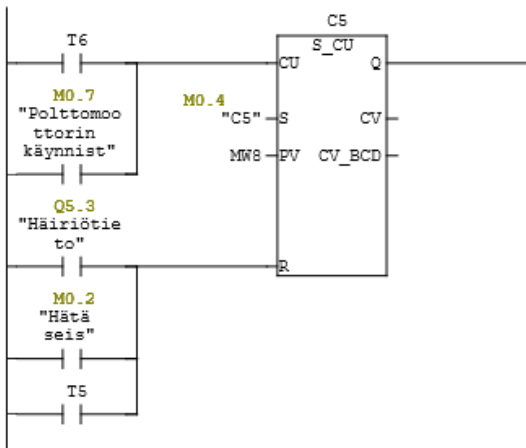 C5
T6
S_CU
CU
Q
M0.7
"Polttomoo
ttorin
käynnist"
M0.4
"C5"
S
CV
MW8
PV
CV_BCD
Q5.3
"Häiriötie
to"
R
M0.2
"Hätä
seis"
T5